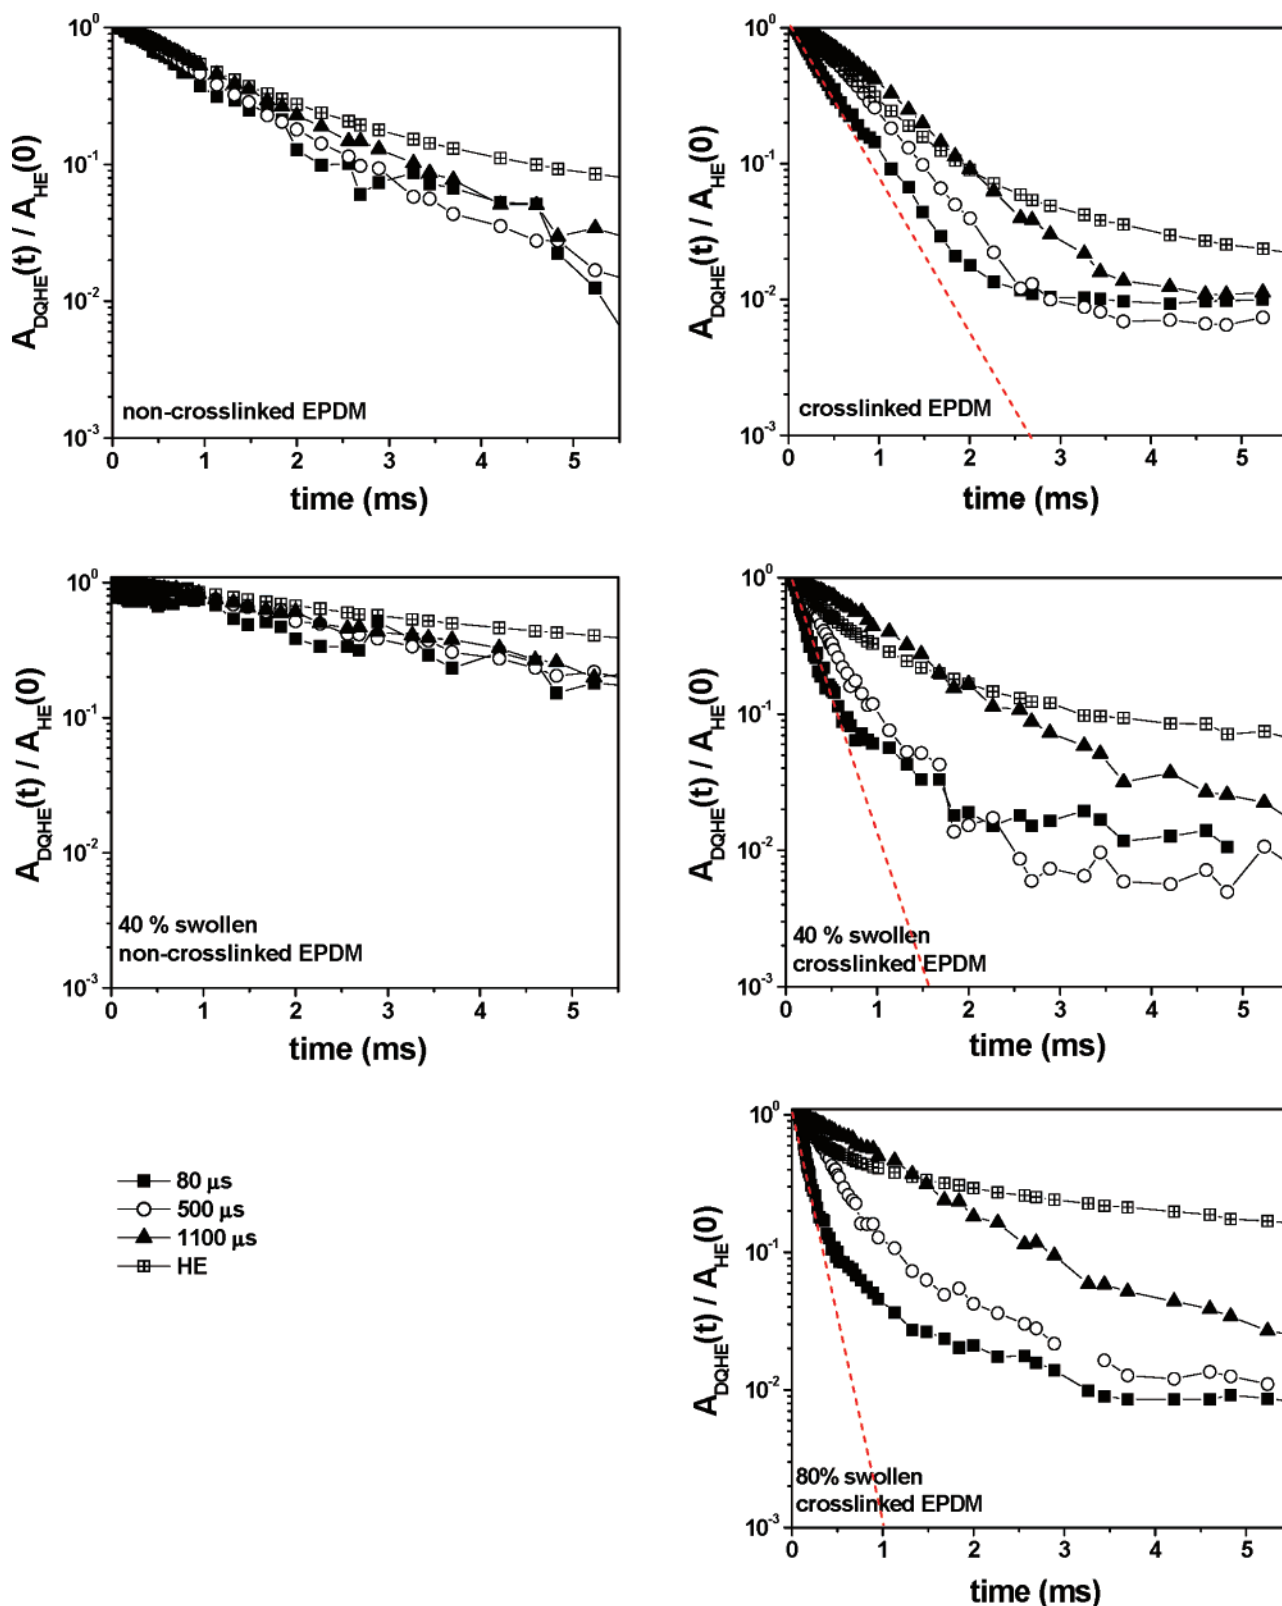 A_DQHE(t) / A_HE(0)
10^0
10^-1
10^-2
10^-3
non-crosslinked EPDM
0 1 2 3 4 5
time (ms)
A_DQHE(t) / A_HE(0)
10^0
10^-1
10^-2
10^-3
crosslinked EPDM
0 1 2 3 4 5
time (ms)
A_DQHE(t) / A_HE(0)
10^0
10^-1
10^-2
10^-3
40 % swollen
non-crosslinked EPDM
0 1 2 3 4 5
time (ms)
A_DQHE(t) / A_HE(0)
10^0
10^-1
10^-2
10^-3
40 % swollen
crosslinked EPDM
0 1 2 3 4 5
time (ms)
80 μs
500 μs
1100 μs
HE
A_DQHE(t) / A_HE(0)
10^0
10^-1
10^-2
10^-3
80% swollen
crosslinked EPDM
0 1 2 3 4 5
time (ms)